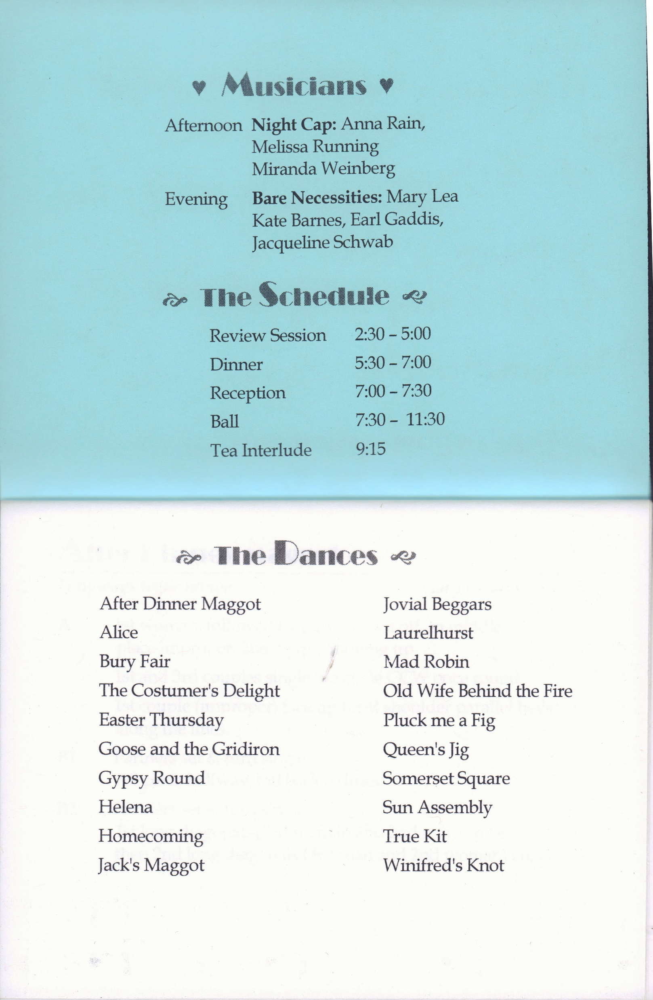 ♥ Musicians ♥
Afternoon Night Cap: Anna Rain,
Melissa Running
Miranda Weinberg
Evening Bare Necessities: Mary Lea
Kate Barnes, Earl Gaddis,
Jacqueline Schwab
The Schedule
Review Session 2:30 – 5:00
Dinner 5:30 – 7:00
Reception 7:00 – 7:30
Ball 7:30 – 11:30
Tea Interlude 9:15
The Dances
After Dinner Maggot
Alice
Bury Fair
The Costumer's Delight
Easter Thursday
Goose and the Gridiron
Gypsy Round
Helena
Homecoming
Jack's Maggot
Jovial Beggars
Laurelhurst
Mad Robin
Old Wife Behind the Fire
Pluck me a Fig
Queen's Jig
Somerset Square
Sun Assembly
True Kit
Winifred's Knot